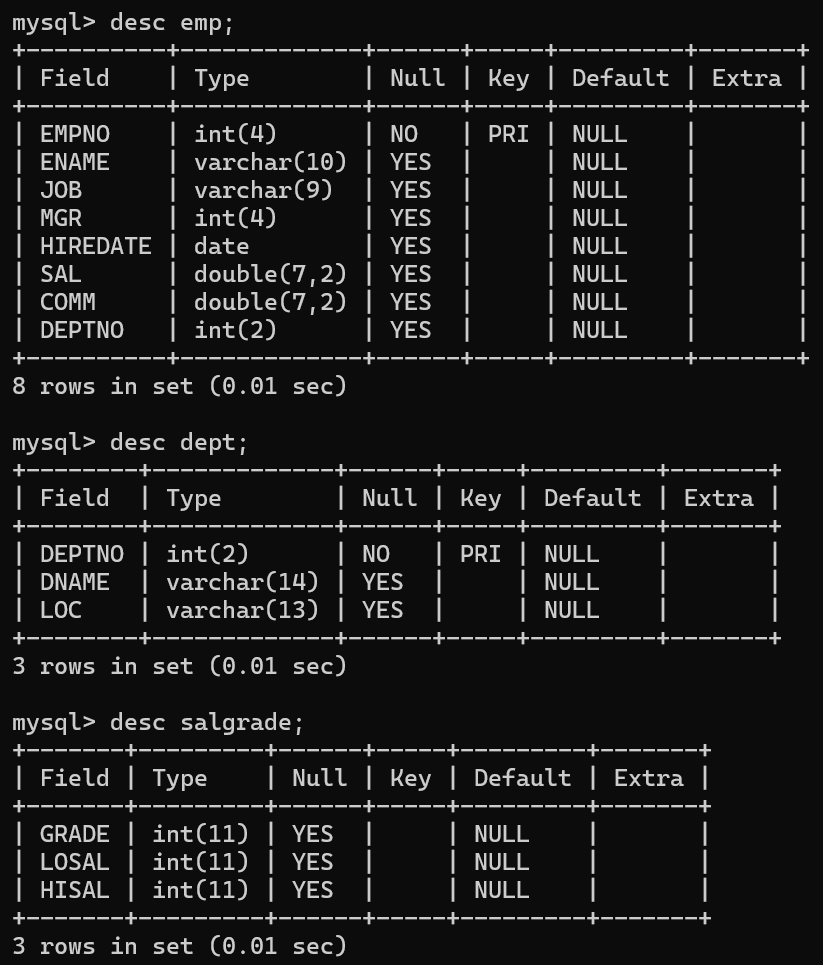 mysql> desc emp;
+----------+-------------+------+-----+---------+-------+
| Field    | Type        | Null | Key | Default | Extra |
+----------+-------------+------+-----+---------+-------+
| EMPNO    | int(4)      | NO   | PRI | NULL    |       |
| ENAME    | varchar(10) | YES  |     | NULL    |       |
| JOB      | varchar(9)  | YES  |     | NULL    |       |
| MGR      | int(4)      | YES  |     | NULL    |       |
| HIREDATE | date        | YES  |     | NULL    |       |
| SAL      | double(7,2) | YES  |     | NULL    |       |
| COMM     | double(7,2) | YES  |     | NULL    |       |
| DEPTNO   | int(2)      | YES  |     | NULL    |       |
+----------+-------------+------+-----+---------+-------+
8 rows in set (0.01 sec)

mysql> desc dept;
+--------+-------------+------+-----+---------+-------+
| Field  | Type        | Null | Key | Default | Extra |
+--------+-------------+------+-----+---------+-------+
| DEPTNO | int(2)      | NO   | PRI | NULL    |       |
| DNAME  | varchar(14) | YES  |     | NULL    |       |
| LOC    | varchar(13) | YES  |     | NULL    |       |
+--------+-------------+------+-----+---------+-------+
3 rows in set (0.01 sec)

mysql> desc salgrade;
+-------+---------+------+-----+---------+-------+
| Field | Type    | Null | Key | Default | Extra |
+-------+---------+------+-----+---------+-------+
| GRADE | int(11) | YES  |     | NULL    |       |
| LOSAL | int(11) | YES  |     | NULL    |       |
| HISAL | int(11) | YES  |     | NULL    |       |
+-------+---------+------+-----+---------+-------+
3 rows in set (0.01 sec)